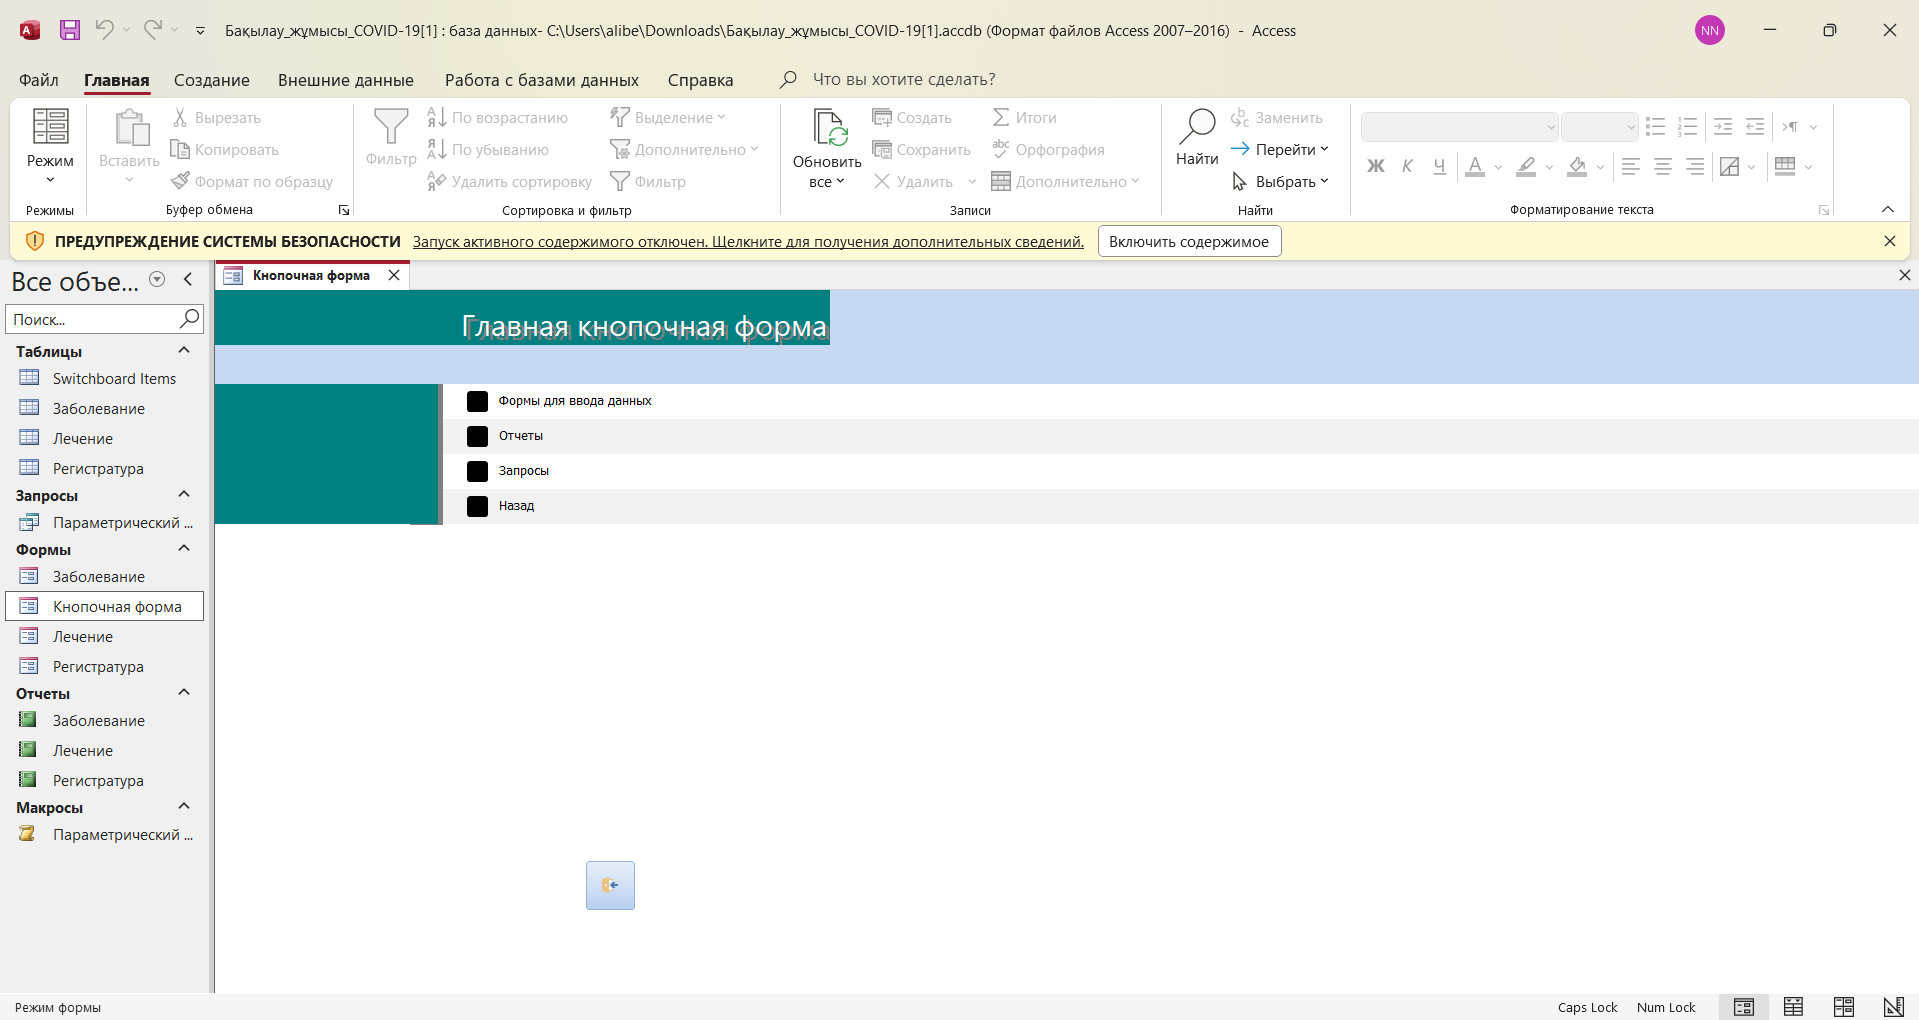 Бақылау_жұмысы_COVID-19[1] : база данных- C:\Users\alibe\Downloads\Бақылау_жұмысы_COVID-19[1].accdb (Формат файлов Access 2007–2016) - Access
NN
Файл Главная Создание Внешние данные Работа с базами данных Справка Что вы хотите сделать?
Режим
Режимы
Вставить
Вырезать
Копировать
Формат по образцу
Буфер обмена
Фильтр
По возрастанию
По убыванию
Удалить сортировку
Выделение
Дополнительно
Фильтр
Сортировка и фильтр
Обновить
все
Создать
Сохранить
Удалить
Итоги
Орфография
Дополнительно
Записи
Найти
Заменить
Перейти
Выбрать
Найти
Ж К Ч А
Форматирование текста
ПРЕДУПРЕЖДЕНИЕ СИСТЕМЫ БЕЗОПАСНОСТИ Запуск активного содержимого отключен. Щелкните для получения дополнительных сведений. Включить содержимое
Все объе...
Поиск...
Таблицы
Switchboard Items
Заболевание
Лечение
Регистратура
Запросы
Параметрический ...
Формы
Заболевание
Кнопочная форма
Лечение
Регистратура
Отчеты
Заболевание
Лечение
Регистратура
Макросы
Параметрический ...
Кнопочная форма
Главная кнопочная форма
Формы для ввода данных
Отчеты
Запросы
Назад
Режим формы
Caps Lock Num Lock